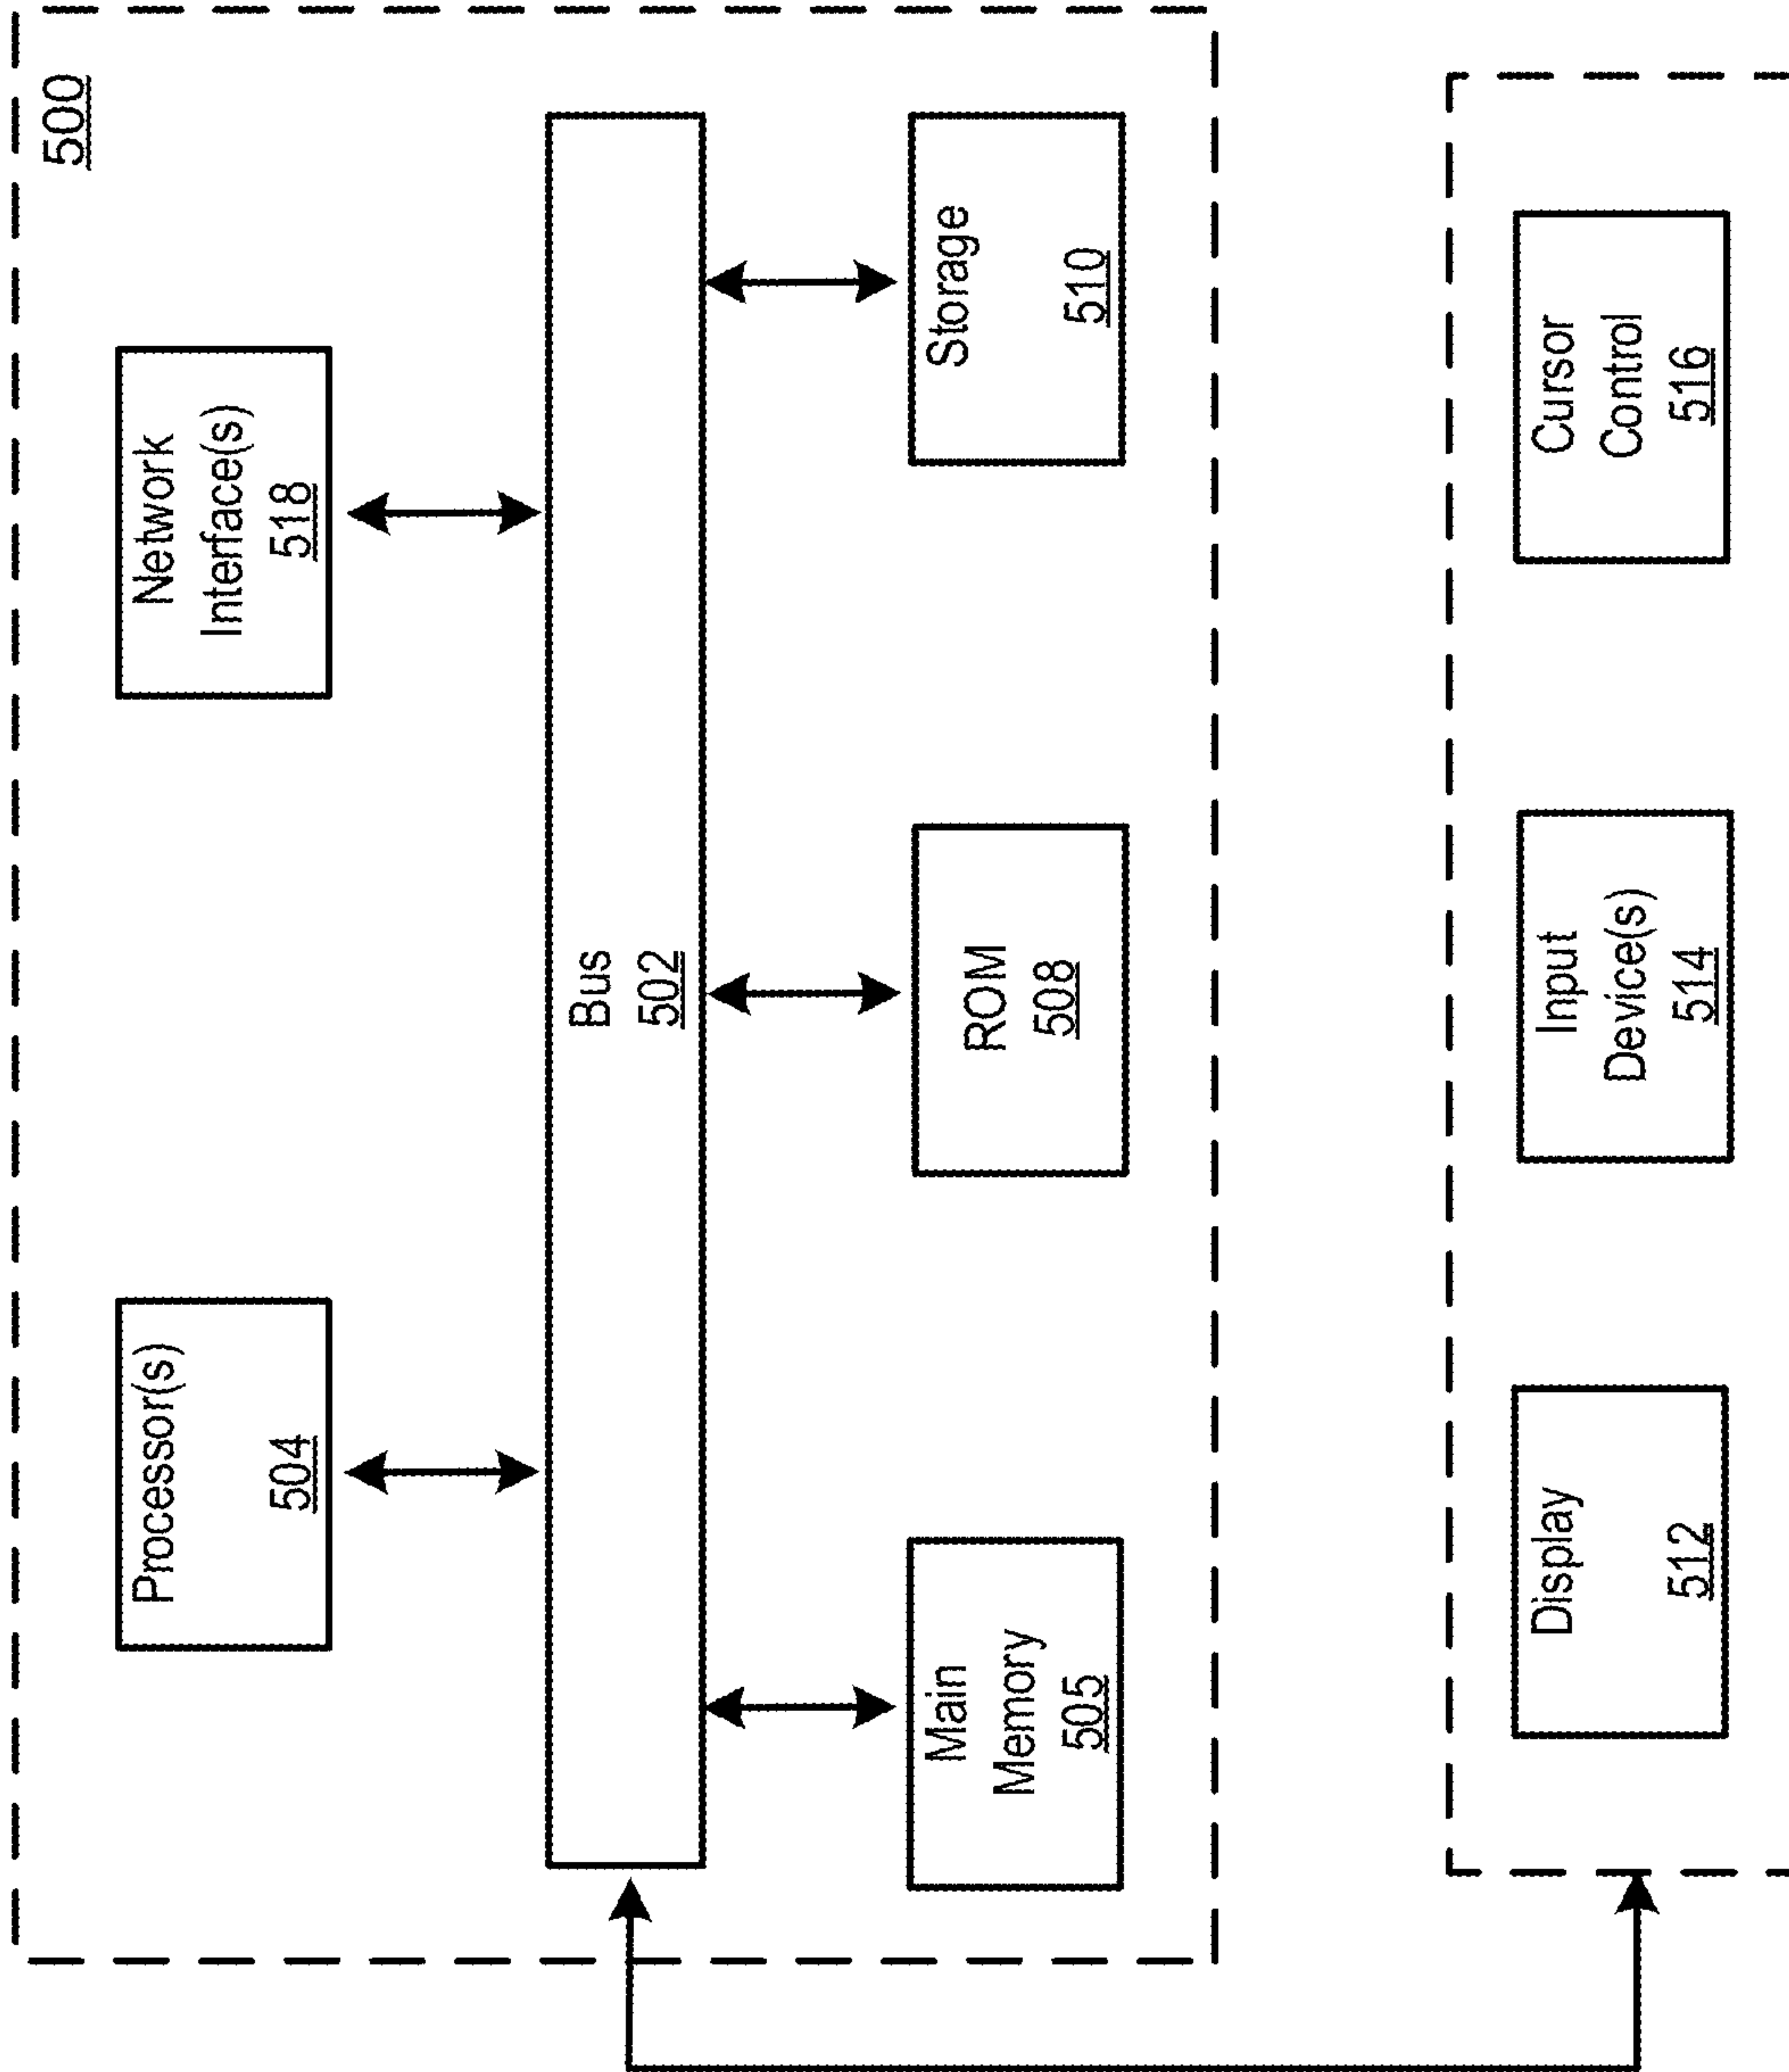 500
Processor(s)
504
Network
Interface(s)
518
Bus
502
Main
Memory
505
ROM
508
Storage
510
Display
512
Input
Device(s)
514
Cursor
Control
516